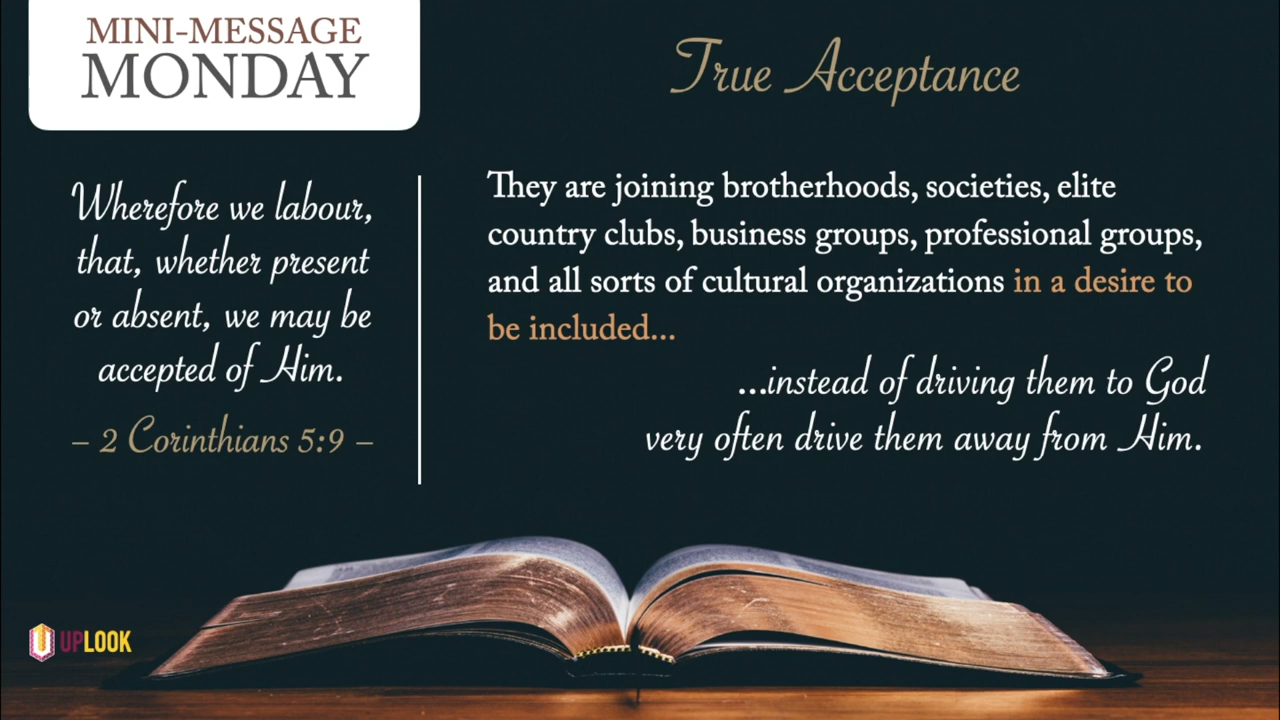 MINI-MESSAGE
MONDAY
True Acceptance
Wherefore we labour,
that, whether present
or absent, we may be
accepted of Him.
– 2 Corinthians 5:9 –
They are joining brotherhoods, societies, elite
country clubs, business groups, professional groups,
and all sorts of cultural organizations in a desire to
be included...
...instead of driving them to God
very often drive them away from Him.
UPLOOK